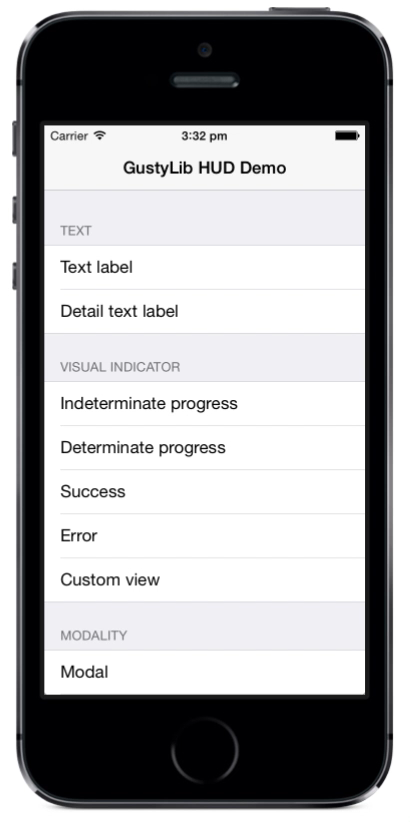 Carrier 3:32 pm
GustyLib HUD Demo
TEXT
Text label
Detail text label
VISUAL INDICATOR
Indeterminate progress
Determinate progress
Success
Error
Custom view
MODALITY
Modal